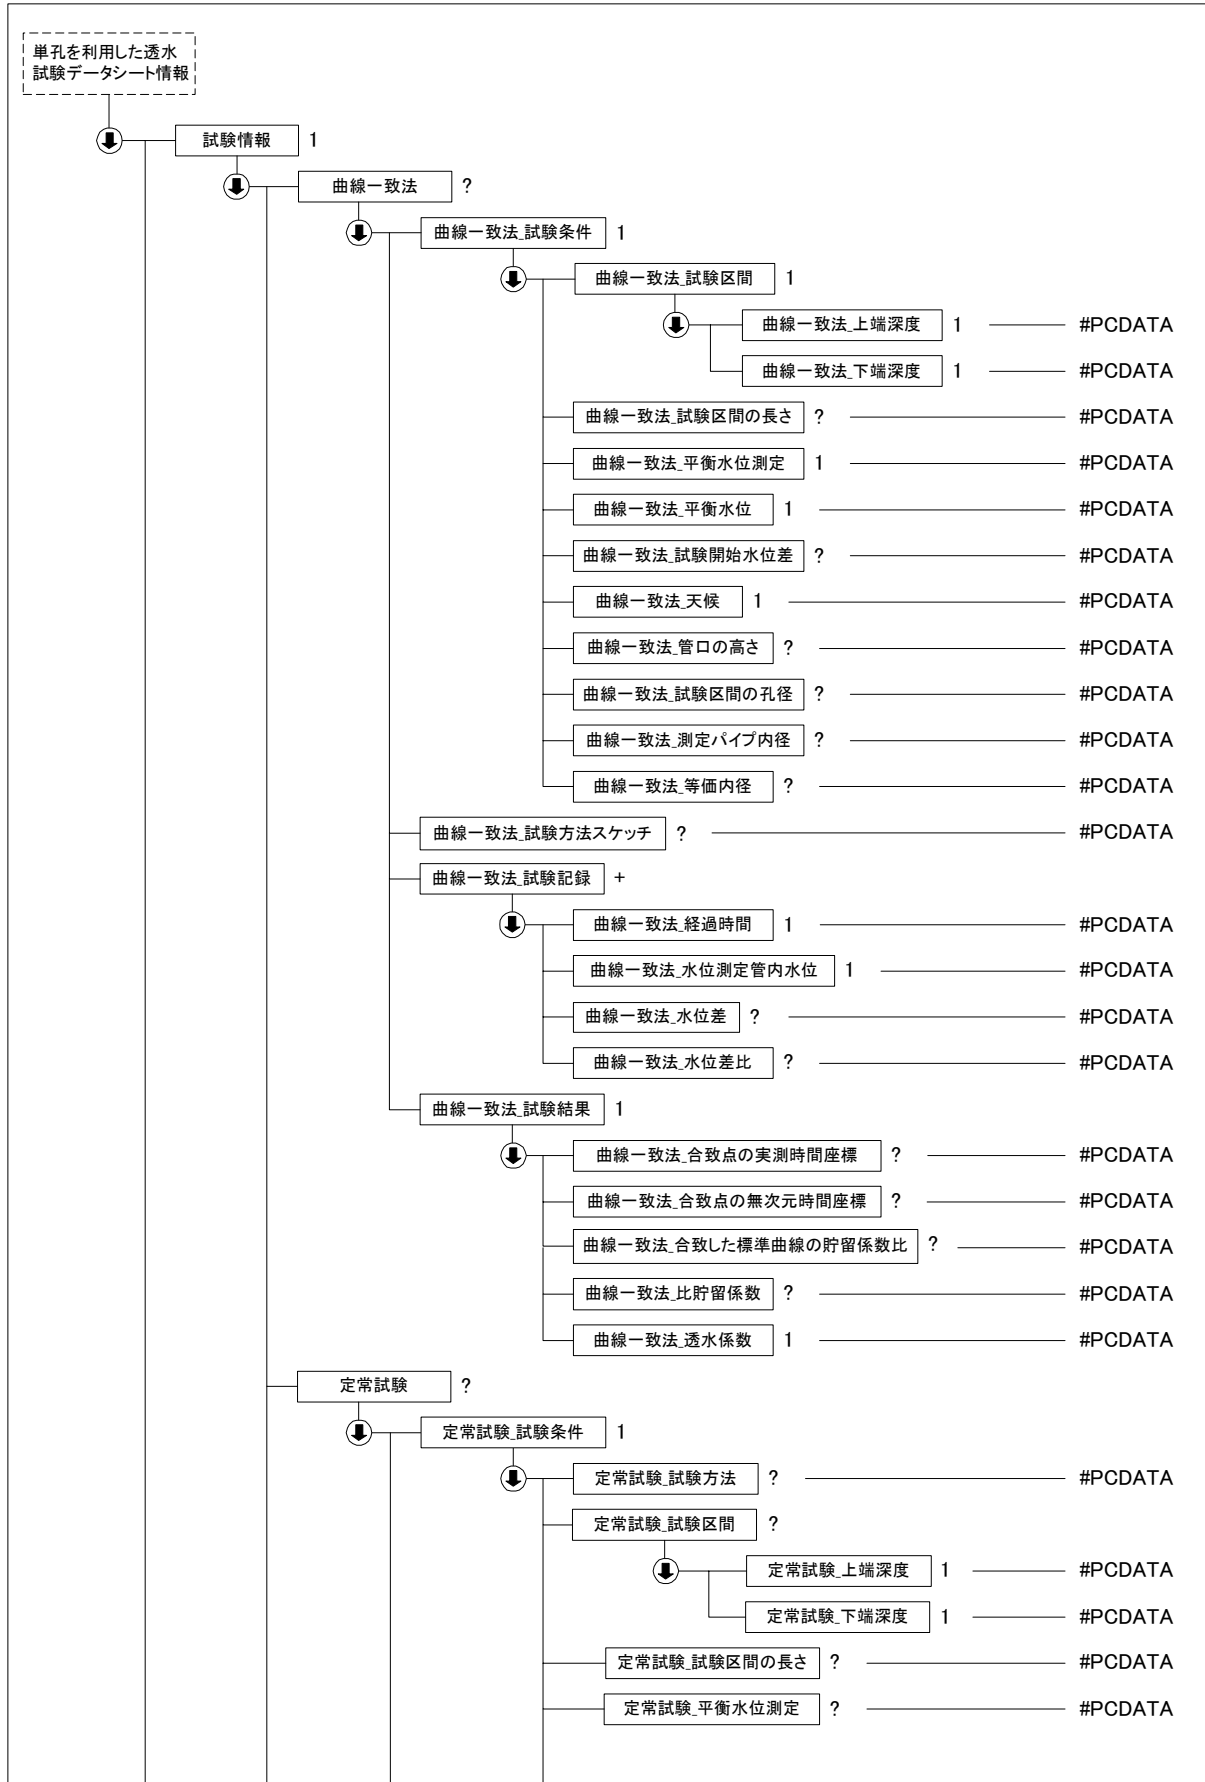 単孔を利用した透水
試験データシート情報
試験情報 1
曲線一致法 ?
曲線一致法_試験条件 1
曲線一致法_試験区間 1
曲線一致法_上端深度 1 #PCDATA
曲線一致法_下端深度 1 #PCDATA
曲線一致法_試験区間の長さ ? #PCDATA
曲線一致法_平衡水位測定 1 #PCDATA
曲線一致法_平衡水位 1 #PCDATA
曲線一致法_試験開始水位差 ? #PCDATA
曲線一致法_天候 1 #PCDATA
曲線一致法_管口の高さ ? #PCDATA
曲線一致法_試験区間の孔径 ? #PCDATA
曲線一致法_測定パイプ内径 ? #PCDATA
曲線一致法_等価内径 ? #PCDATA
曲線一致法_試験方法スケッチ ? #PCDATA
曲線一致法_試験記録 +
曲線一致法_経過時間 1 #PCDATA
曲線一致法_水位測定管内水位 1 #PCDATA
曲線一致法_水位差 ? #PCDATA
曲線一致法_水位差比 ? #PCDATA
曲線一致法_試験結果 1
曲線一致法_合致点の実測時間座標 ? #PCDATA
曲線一致法_合致点の無次元時間座標 ? #PCDATA
曲線一致法_合致した標準曲線の貯留係数比 ? #PCDATA
曲線一致法_比貯留係数 ? #PCDATA
曲線一致法_透水係数 1 #PCDATA
定常試験 ?
定常試験_試験条件 1
定常試験_試験方法 ? #PCDATA
定常試験_試験区間 ?
定常試験_上端深度 1 #PCDATA
定常試験_下端深度 1 #PCDATA
定常試験_試験区間の長さ ? #PCDATA
定常試験_平衡水位測定 ? #PCDATA